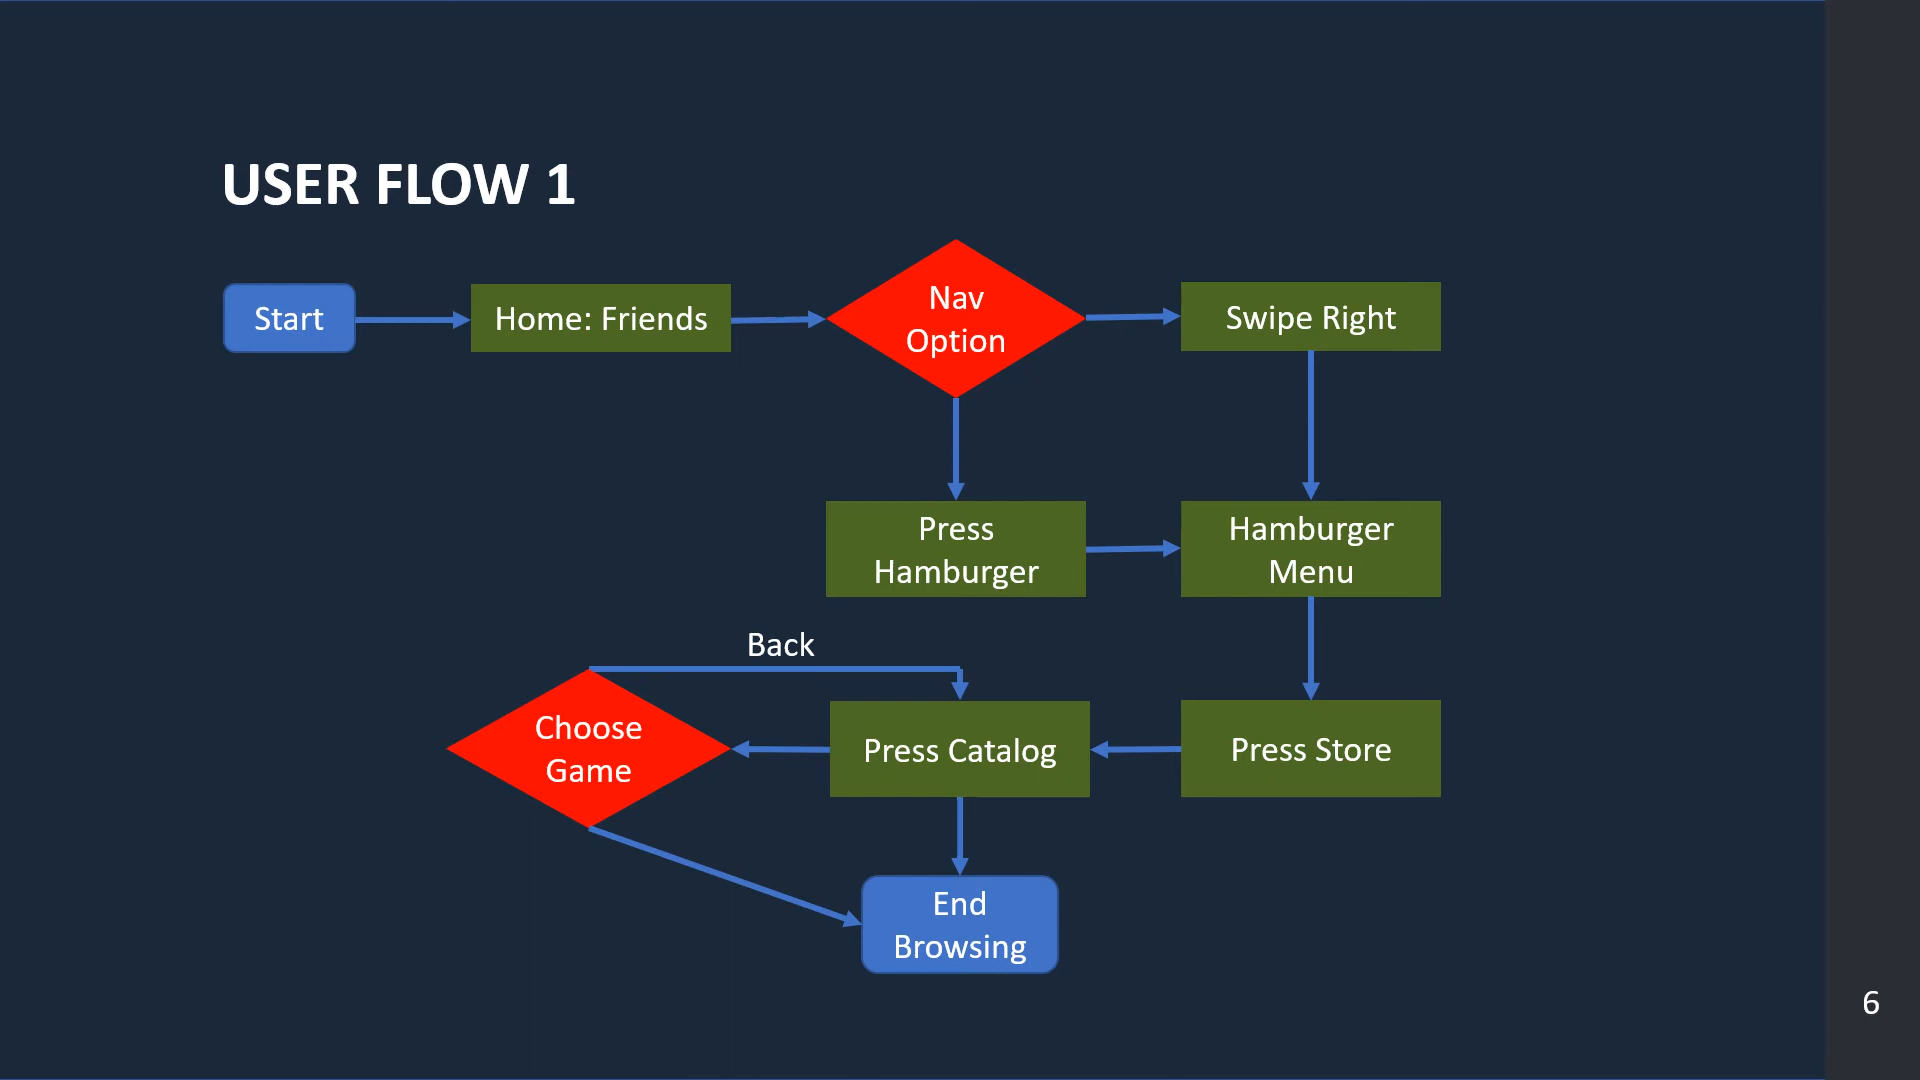 USER FLOW 1
Start
Home: Friends
Nav
Option
Swipe Right
Press
Hamburger
Hamburger
Menu
Back
Choose
Game
Press Catalog
Press Store
End
Browsing
6